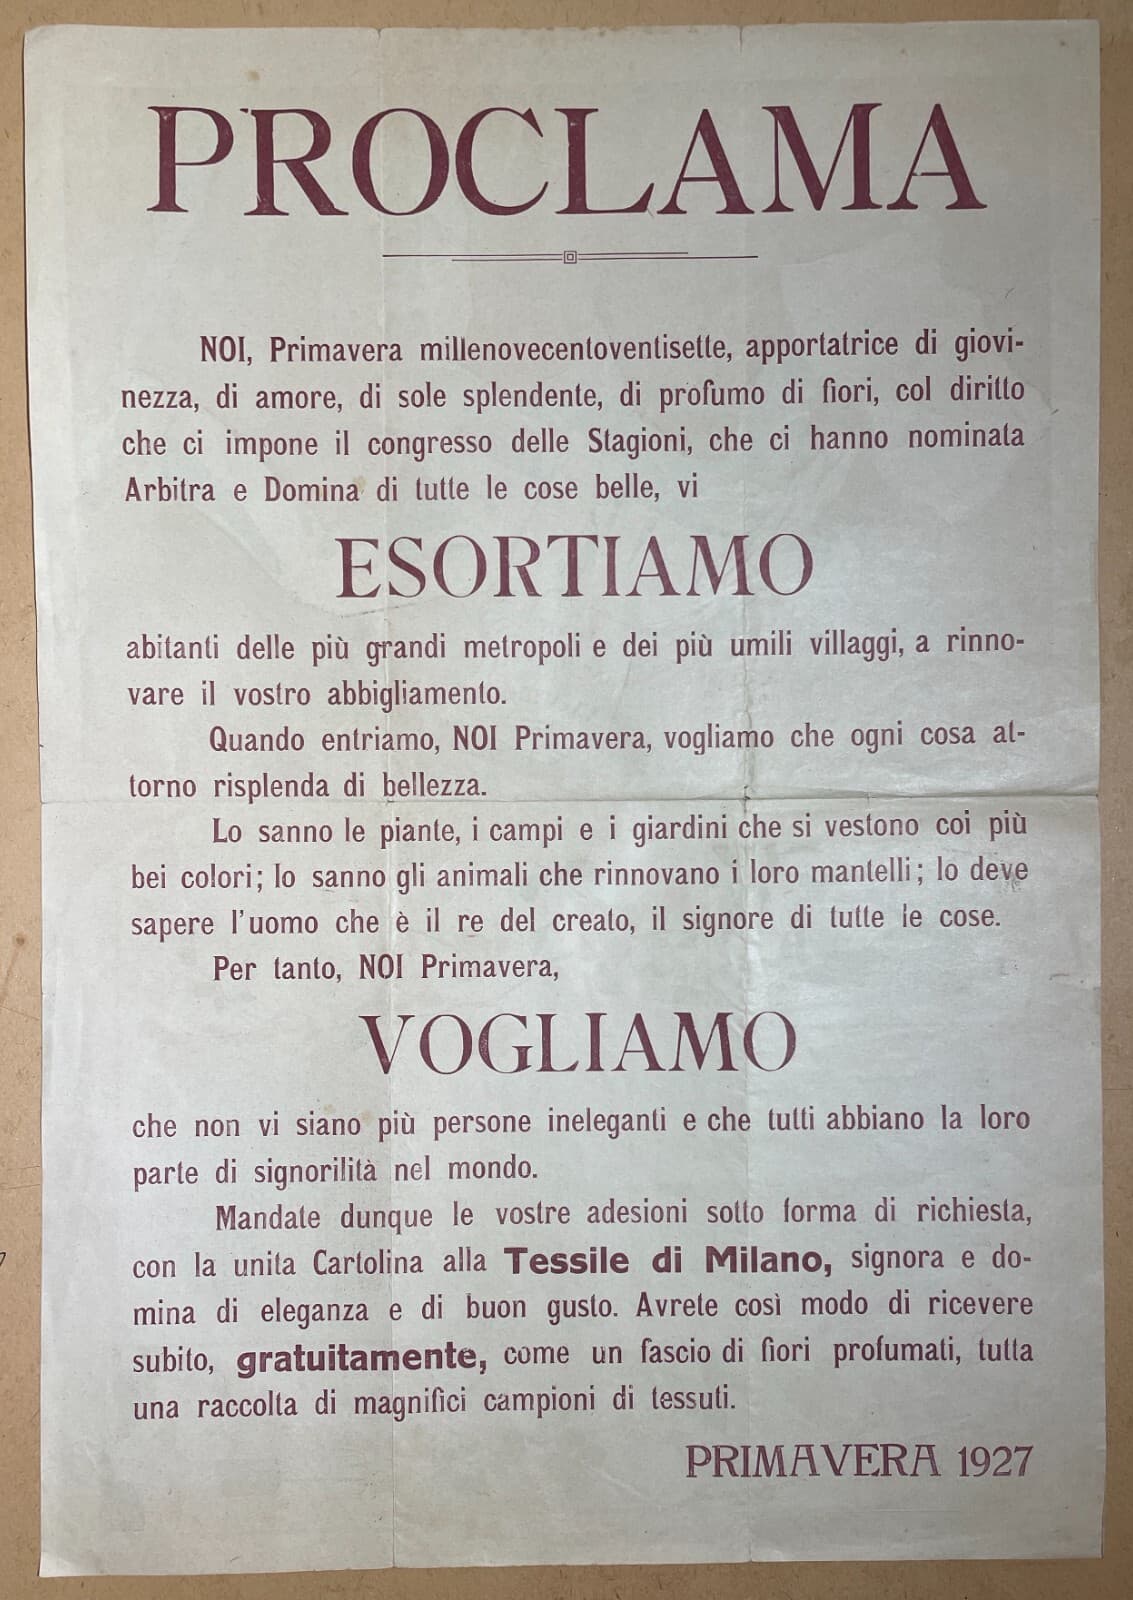 PROCLAMA
NOI, Primavera millenovecentoventisette, apportatrice di giovi-
nezza, di amore, di sole splendente, di profumo di fiori, col diritto
che ci impone il congresso delle Stagioni, che ci hanno nominata
Arbitra e Domina di tutte le cose belle, vi
ESORTIAMO
abitanti delle più grandi metropoli e dei più umili villaggi, a rinno-
vare il vostro abbigliamento.
Quando entriamo, NOI Primavera, vogliamo che ogni cosa at-
torno risplenda di bellezza.
Lo sanno le piante, i campi e i giardini che si vestono coi più
bei colori; lo sanno gli animali che rinnovano i loro mantelli; lo deve
sapere l'uomo che è il re del creato, il signore di tutte le cose.
Per tanto, NOI Primavera,
VOGLIAMO
che non vi siano più persone ineleganti e che tutti abbiano la loro
parte di signorilità nel mondo.
Mandate dunque le vostre adesioni sotto forma di richiesta,
con la unita Cartolina alla Tessile di Milano, signora e do-
mina di eleganza e di buon gusto. Avrete così modo di ricevere
subito, gratuitamente, come un fascio di fiori profumati, tutta
una raccolta di magnifici campioni di tessuti.
PRIMAVERA 1927